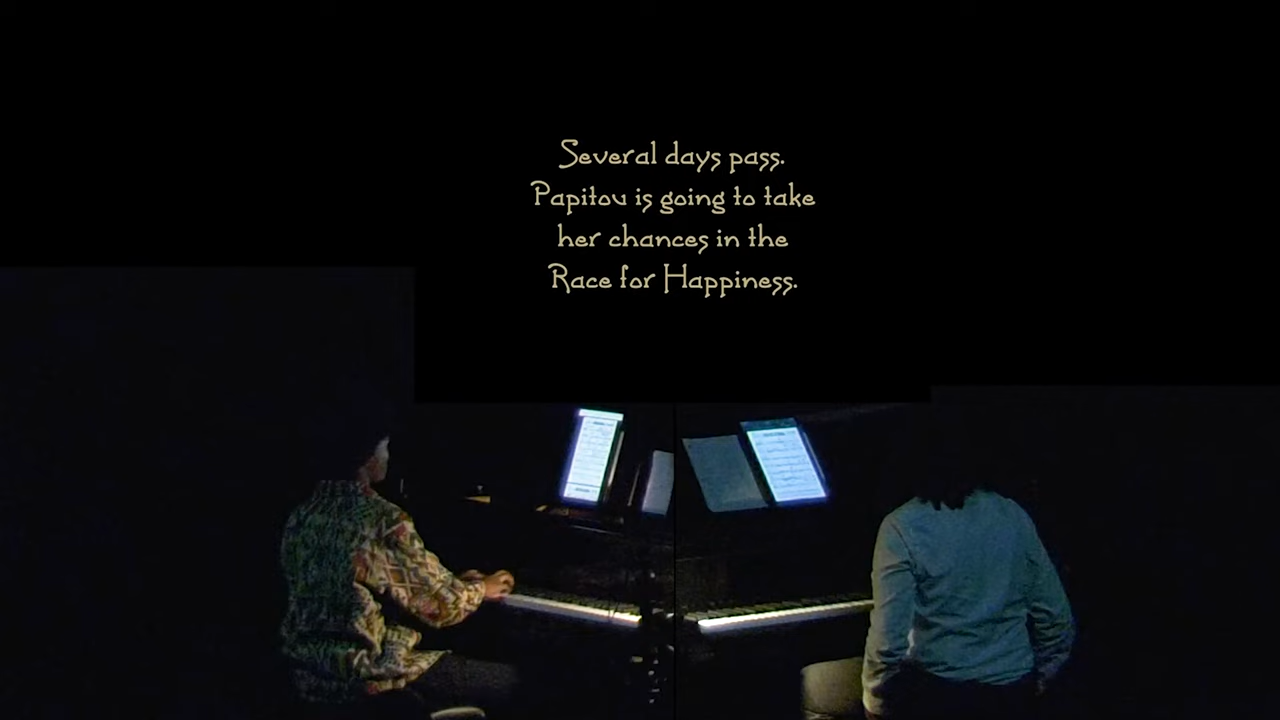 Several days pass.
Papitou is going to take
her chances in the
Race for Happiness.